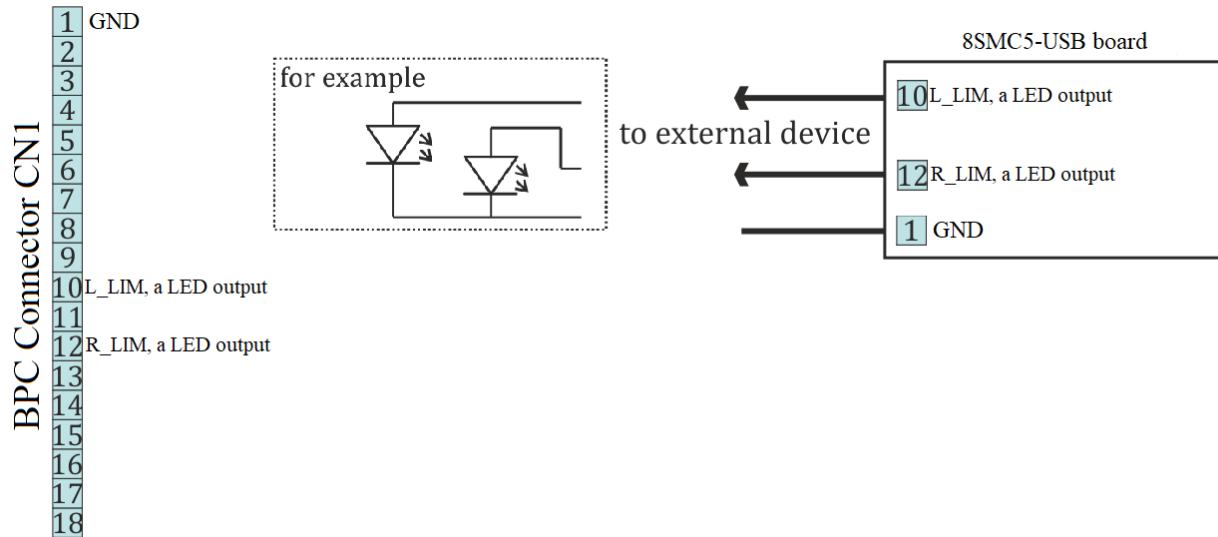 BPC Connector CN1
1 GND
2
3
4
5
6
7
8
9
10 L_LIM, a LED output
11
12 R_LIM, a LED output
13
14
15
16
17
18
for example
to external device
8SMC5-USB board
10 L_LIM, a LED output
12 R_LIM, a LED output
1 GND